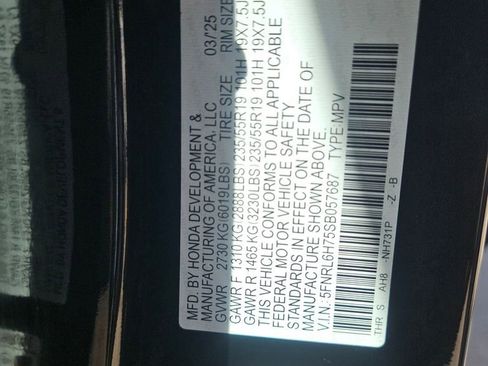 MFD. BY HONDA DEVELOPMENT &
MANUFACTURING OF AMERICA, LLC 03/25
GVWR 2730 KG(6019LBS) TIRE SIZE RIM SIZE
GAWR F 1310 KG(2888LBS) 235/55R19 101H 19X7.5J
GAWR R 1465 KG(3230LBS) 235/55R19 101H 19X7.5J
THIS VEHICLE CONFORMS TO ALL APPLICABLE
FEDERAL MOTOR VEHICLE SAFETY
STANDARDS IN EFFECT ON THE DATE OF
MANUFACTURE SHOWN ABOVE.
V.I.N.: 5FNRL6H75SB057687 TYPE:MPV
THR S AH8 -NH731P -Z -B